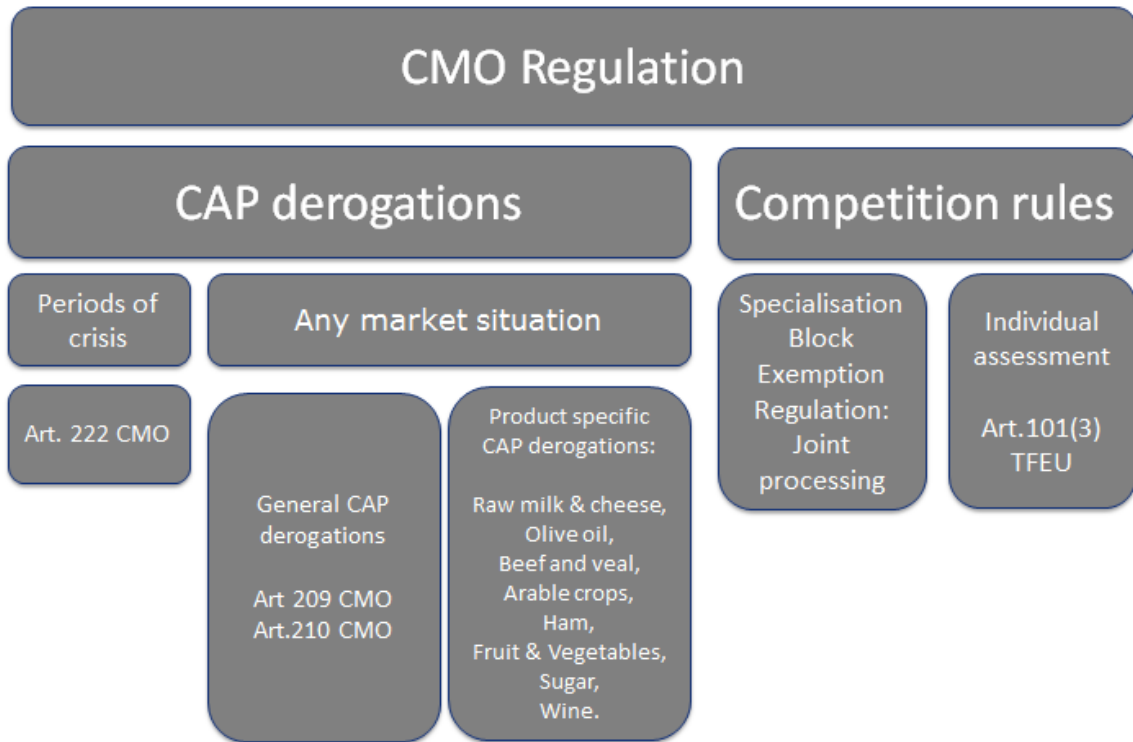 CMO Regulation
CAP derogations
Competition rules
Periods of
crisis
Any market situation
Specialisation
Block
Exemption
Regulation:
Joint
processing
Individual
assessment
Art.101(3)
TFEU
Art. 222 CMO
General CAP
derogations
Art 209 CMO
Art.210 CMO
Product specific
CAP derogations:
Raw milk & cheese,
Olive oil,
Beef and veal,
Arable crops,
Ham,
Fruit & Vegetables,
Sugar,
Wine.